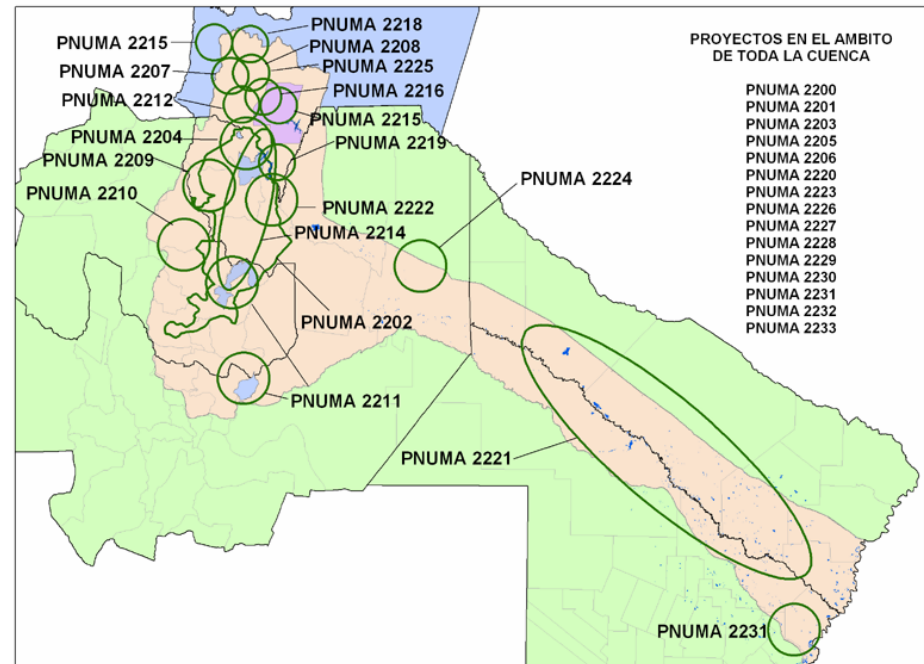 PNUMA 2215
PNUMA 2218
PNUMA 2208
PNUMA 2207
PNUMA 2225
PNUMA 2216
PNUMA 2212
PNUMA 2215
PNUMA 2204
PNUMA 2219
PNUMA 2209
PNUMA 2210
PNUMA 2222
PNUMA 2214
PNUMA 2224
PNUMA 2202
PNUMA 2211
PNUMA 2221
PNUMA 2231
PROYECTOS EN EL AMBITO
DE TODA LA CUENCA
PNUMA 2200
PNUMA 2201
PNUMA 2203
PNUMA 2205
PNUMA 2206
PNUMA 2220
PNUMA 2223
PNUMA 2226
PNUMA 2227
PNUMA 2228
PNUMA 2229
PNUMA 2230
PNUMA 2231
PNUMA 2232
PNUMA 2233